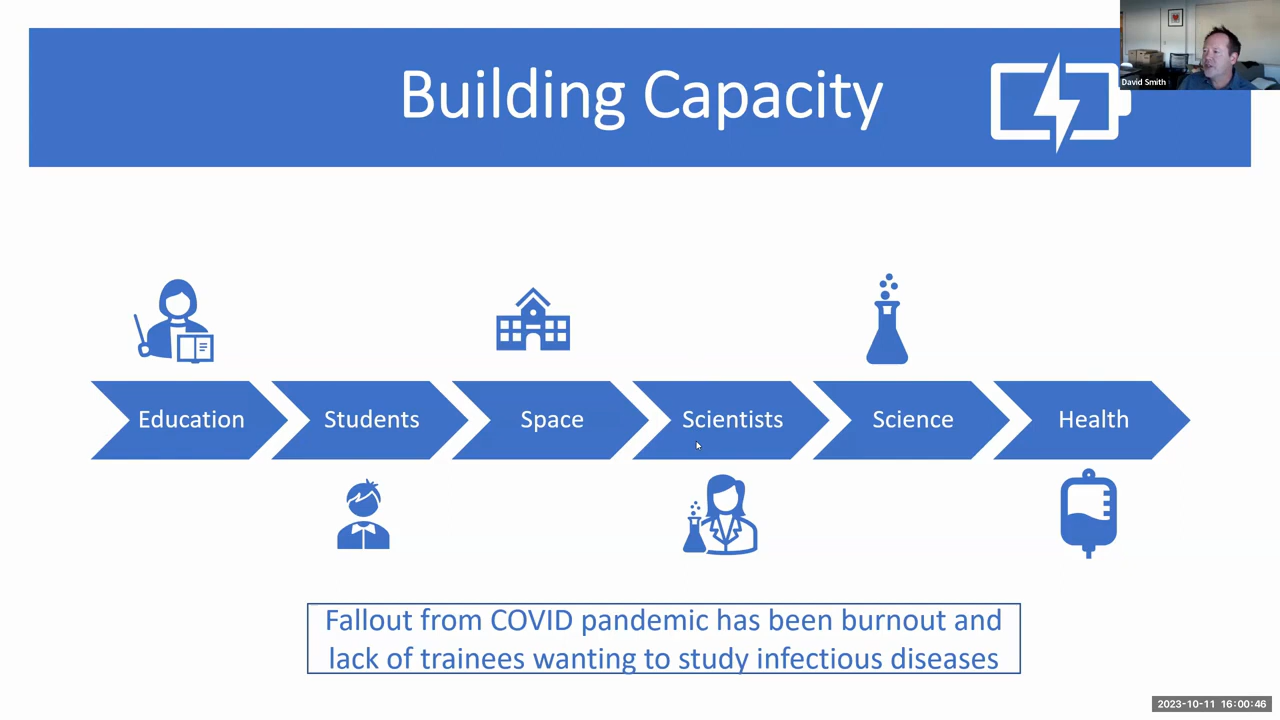 Building Capacity
David Smith
Education
Students
Space
Scientists
Science
Health
Fallout from COVID pandemic has been burnout and
lack of trainees wanting to study infectious diseases
2023-10-11 16:00:46